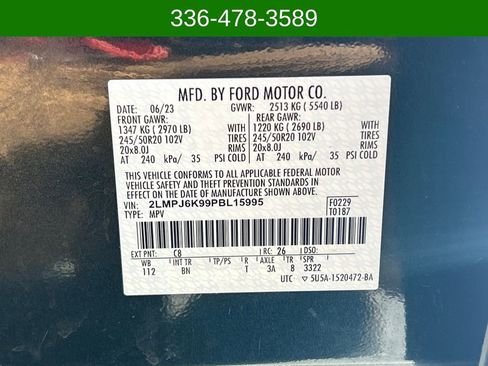 336-478-3589
MFD. BY FORD MOTOR CO.
DATE: 06/23 GVWR: 2513 KG ( 5540 LB)
FRONT GAWR: REAR GAWR:
1347 KG ( 2970 LB) WITH 1220 KG ( 2690 LB) WITH
245/50R20 102V TIRES 245/50R20 102V TIRES
20x8.0J RIMS 20x8.0J RIMS
AT 240 kPa/ 35 PSI COLD AT 240 kPa/ 35 PSI COLD
THIS VEHICLE CONFORMS TO ALL APPLICABLE FEDERAL MOTOR
VEHICLE SAFETY AND THEFT PREVENTION STANDARDS IN EFFECT
ON THE DATE OF MANUFACTURE SHOWN ABOVE.
VIN: 2LMPJ6K99PBL15995 F0229
TYPE: MPV T0187
EXT PNT: C8 RC: 26 DSO:
WB INT TR TP/PS R AX TR SPR
112 BN T 3A 8 3322
UTC ▽ 5U5A-1520472-BA